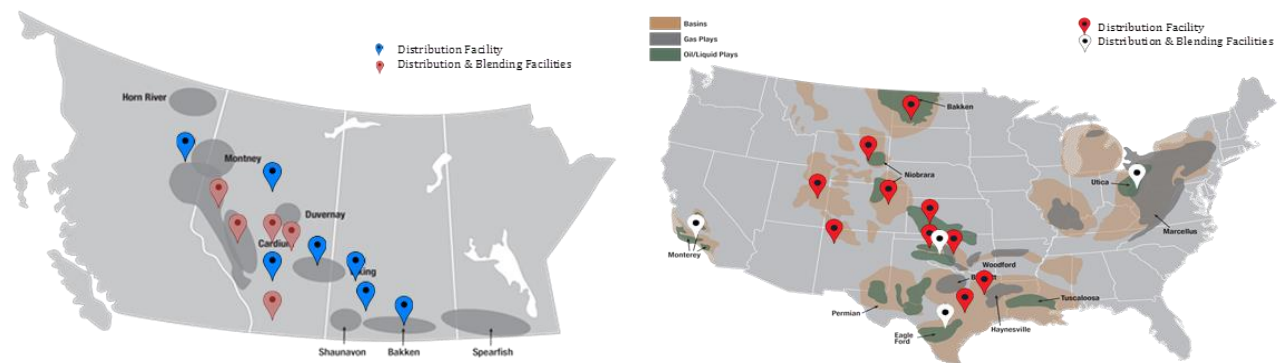 Distribution Facility
Distribution & Blending Facilities
Horn River
Montney
Duvernay
Shaunavon
Bakken
Spearfish
Basins
Gas Plays
Oil/Liquid Plays
Distribution Facility
Distribution & Blending Facilities
Bakken
Niobrara
Utica
Marcellus
Monterey
Woodford
Permian
Eagle
Ford
Haynesville
Tuscaloosa